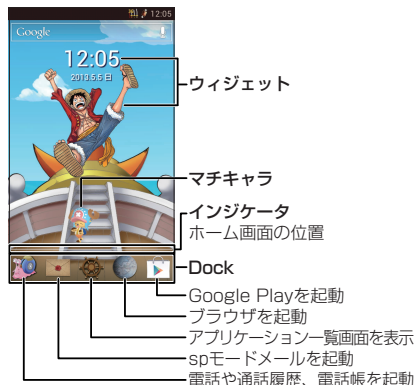 12:05
Google
12:05
2013.5.5 日
ウィジェット
マチキャラ
インジケータ
ホーム画面の位置
Dock
Google Playを起動
ブラウザを起動
アプリケーション一覧画面を表示
spモードメールを起動
電話や通話履歴、電話帳を起動